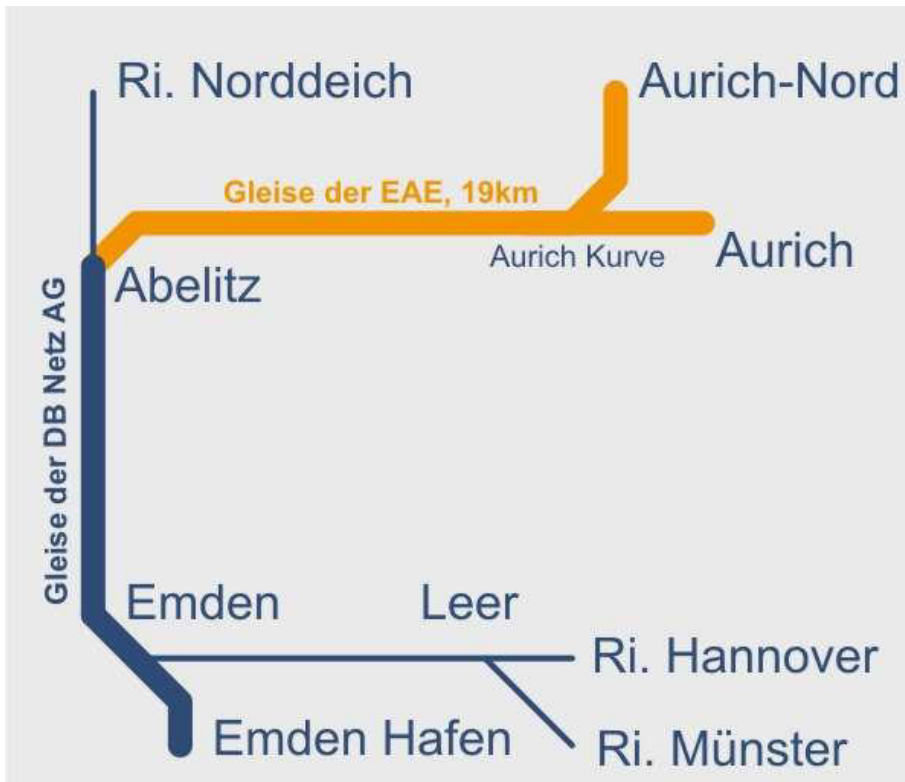 Ri. Norddeich
Aurich-Nord
Gleise der EAE, 19km
Aurich Kurve
Aurich
Abelitz
Gleise der DB Netz AG
Emden
Leer
Ri. Hannover
Emden Hafen
Ri. Münster